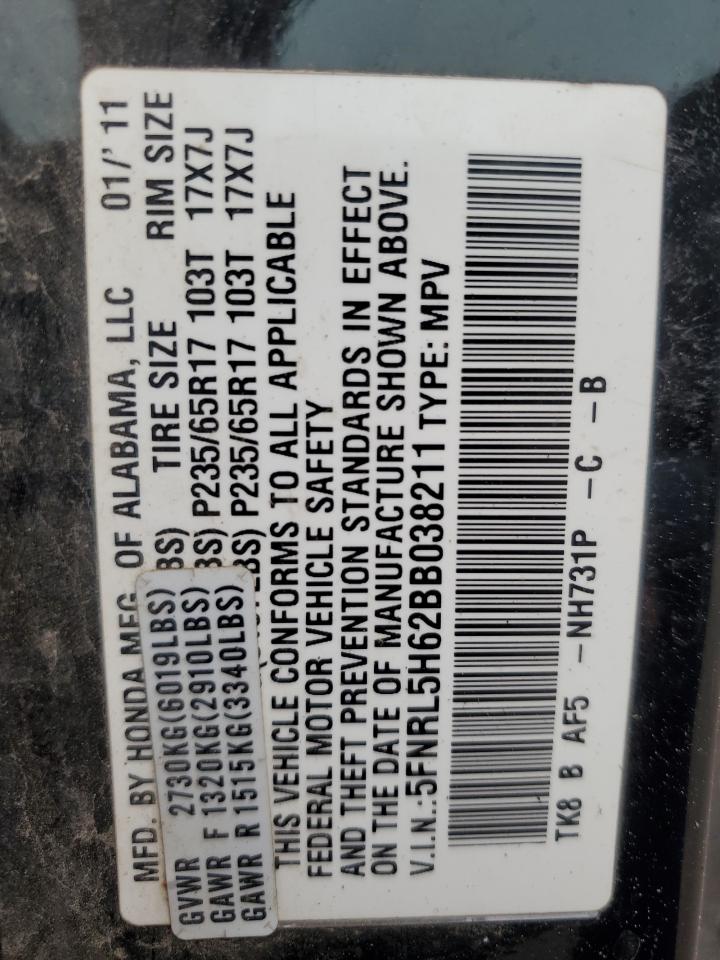 MFD. BY HONDA MFG. OF ALABAMA, LLC 01/'11
BS) TIRE SIZE RIM SIZE
GVWR 2730KG(6019LBS)
GAWR F 1320KG(2910LBS) BS) P235/65R17 103T 17X7J
GAWR R 1515KG(3340LBS) BS) P235/65R17 103T 17X7J
THIS VEHICLE CONFORMS TO ALL APPLICABLE
FEDERAL MOTOR VEHICLE SAFETY
AND THEFT PREVENTION STANDARDS IN EFFECT
ON THE DATE OF MANUFACTURE SHOWN ABOVE.
V.I.N.:5FNRL5H62BB038211 TYPE: MPV
TK8 B AF5 -NH731P -C -B